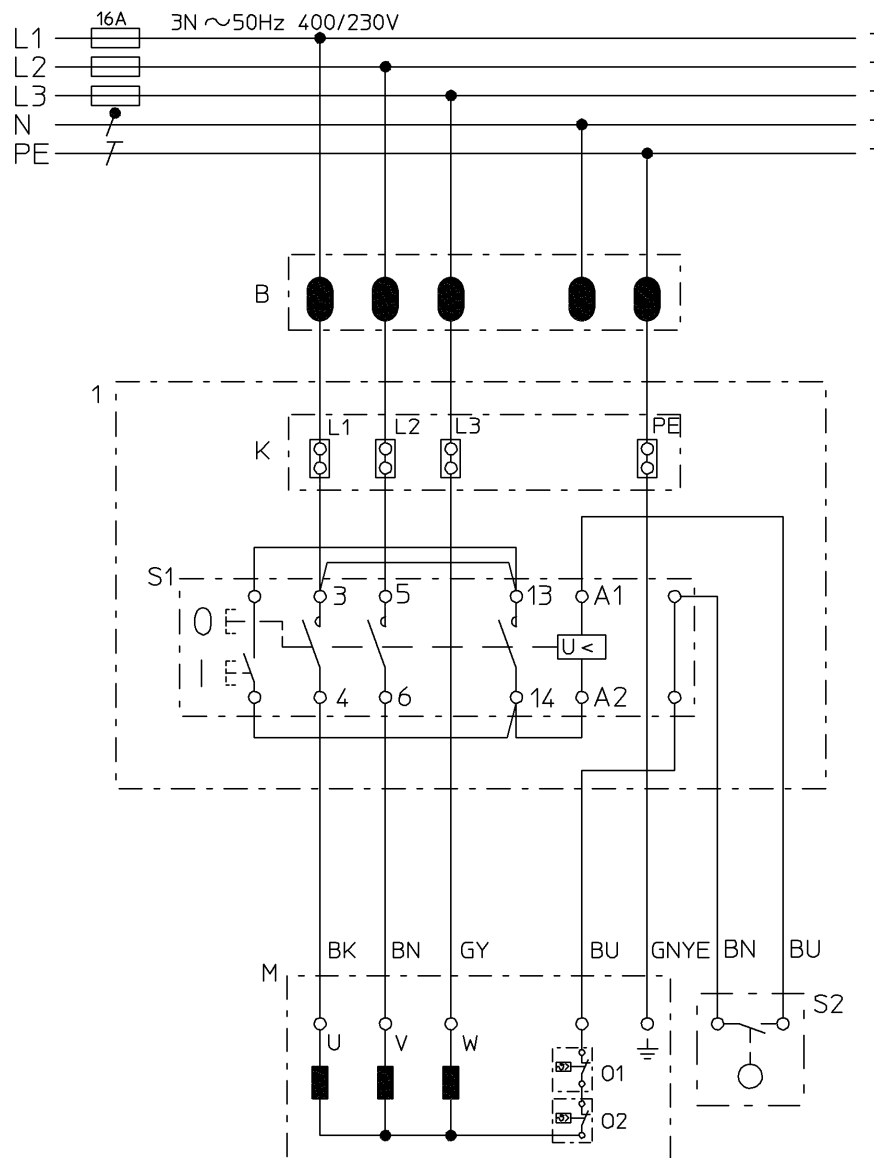 16A 3N ~50Hz 400/230V
L1
L2
L3
N
PE
B
1
L1 L2 L3 PE
K
S1
3 5 13 A1
0
U <
I
4 6 14 A2
BK BN GY BU GNYE BN BU
M
S2
U V W
O1
O2